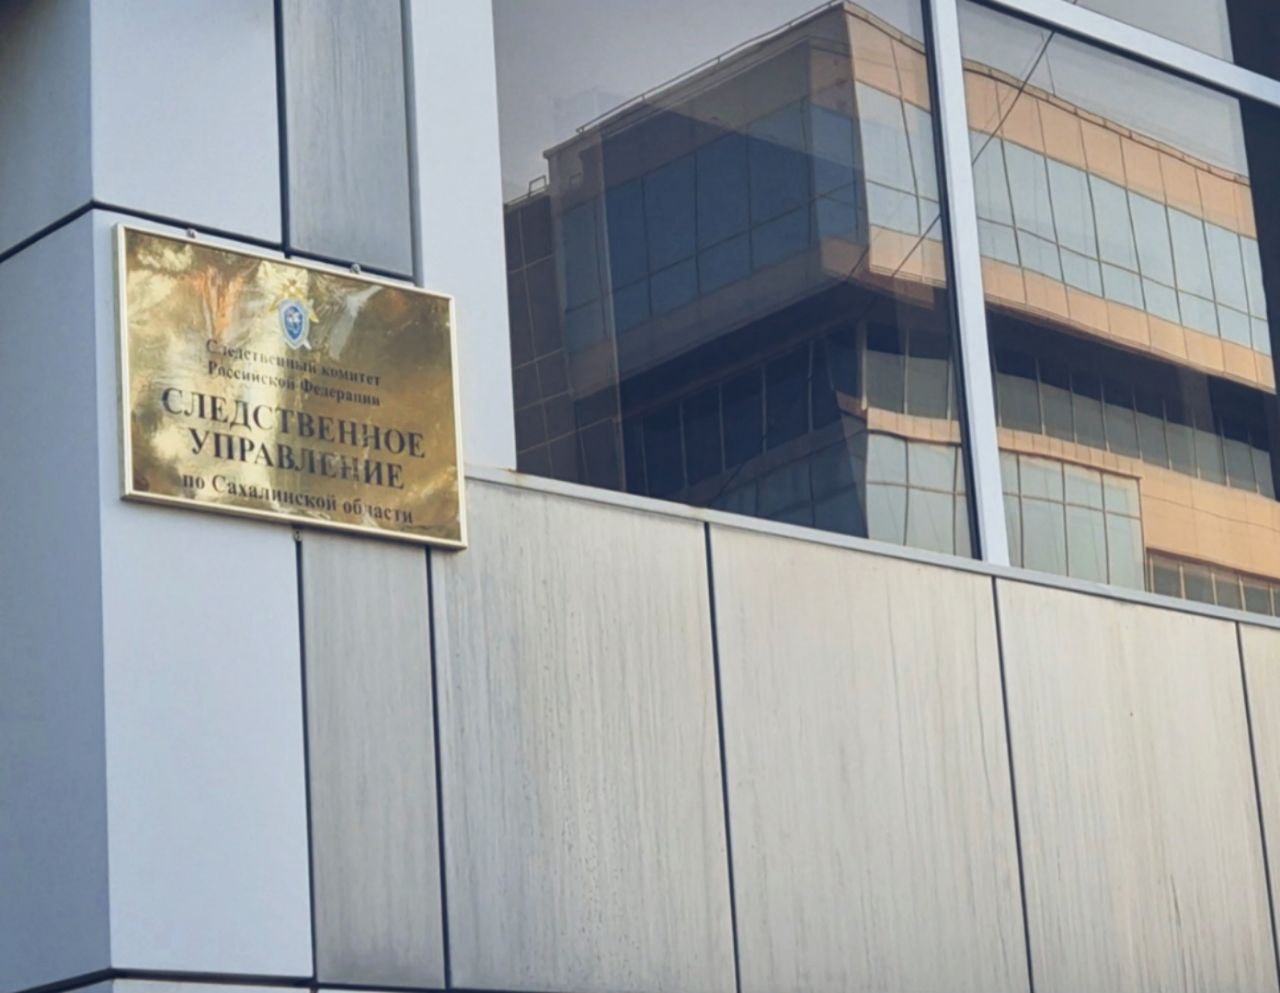 Следственный комитет
Российской Федерации
СЛЕДСТВЕННОЕ
УПРАВЛЕНИЕ
по Сахалинской области